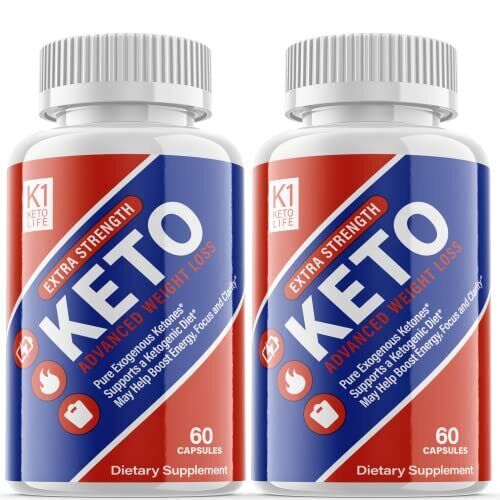 K1
KETO
LIFE
EXTRA STRENGTH
KETO
ADVANCED WEIGHT LOSS
Pure Exogenous Ketones*
Supports a Ketogenic Diet*
May Help Boost Energy, Focus and Clarity*
60
CAPSULES
Dietary Supplement
K1
KETO
LIFE
EXTRA STRENGTH
KETO
ADVANCED WEIGHT LOSS
Pure Exogenous Ketones*
Supports a Ketogenic Diet*
May Help Boost Energy, Focus and Clarity*
60
CAPSULES
Dietary Supplement